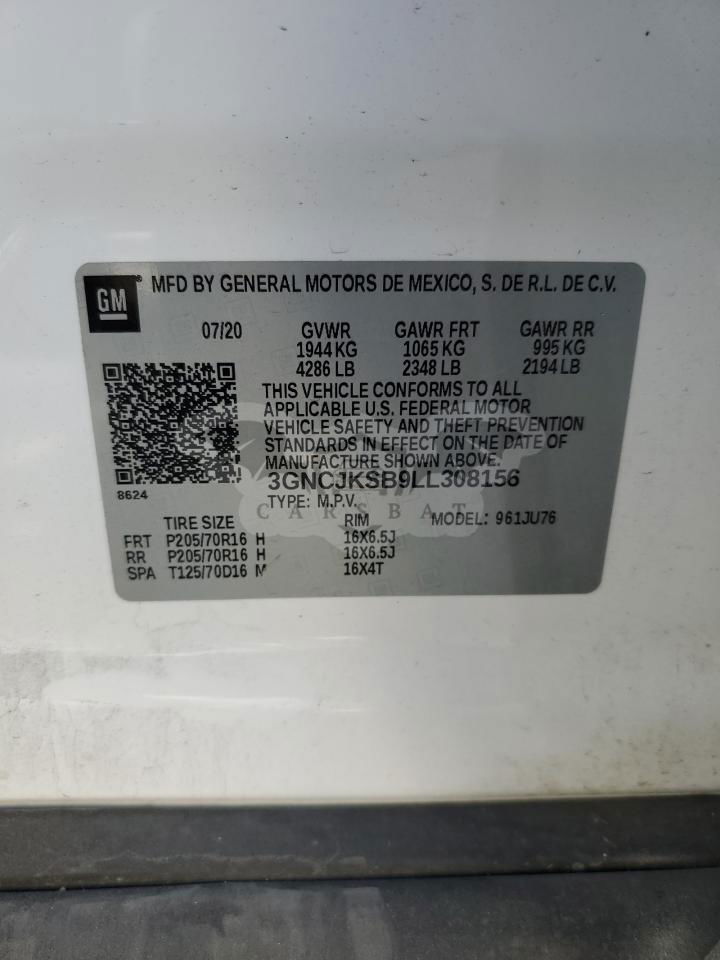 GM
MFD BY GENERAL MOTORS DE MEXICO, S. DE R.L. DE C.V.
07/20 GVWR GAWR FRT GAWR RR
1944 KG 1065 KG 995 KG
4286 LB 2348 LB 2194 LB
THIS VEHICLE CONFORMS TO ALL
APPLICABLE U.S. FEDERAL MOTOR
VEHICLE SAFETY AND THEFT PREVENTION
STANDARDS IN EFFECT ON THE DATE OF
MANUFACTURE SHOWN ABOVE.
8624
3GNCJKSB9LL308156
TYPE: M.P.V.
CARSBAT
TIRE SIZE RIM MODEL: 961JU76
FRT P205/70R16 H 16X6.5J
RR P205/70R16 H 16X6.5J
SPA T125/70D16 M 16X4T